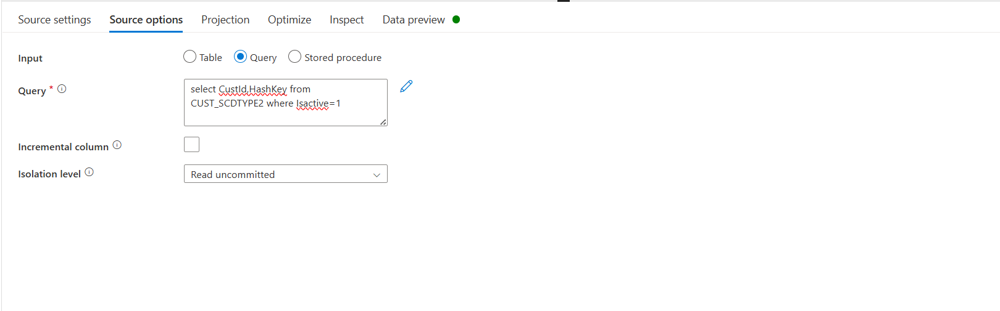 Source settings Source options Projection Optimize Inspect Data preview
Input Table Query Stored procedure
Query * select CustId,HashKey from
CUST_SCDTYPE2 where Isactive=1
Incremental column
Isolation level Read uncommitted